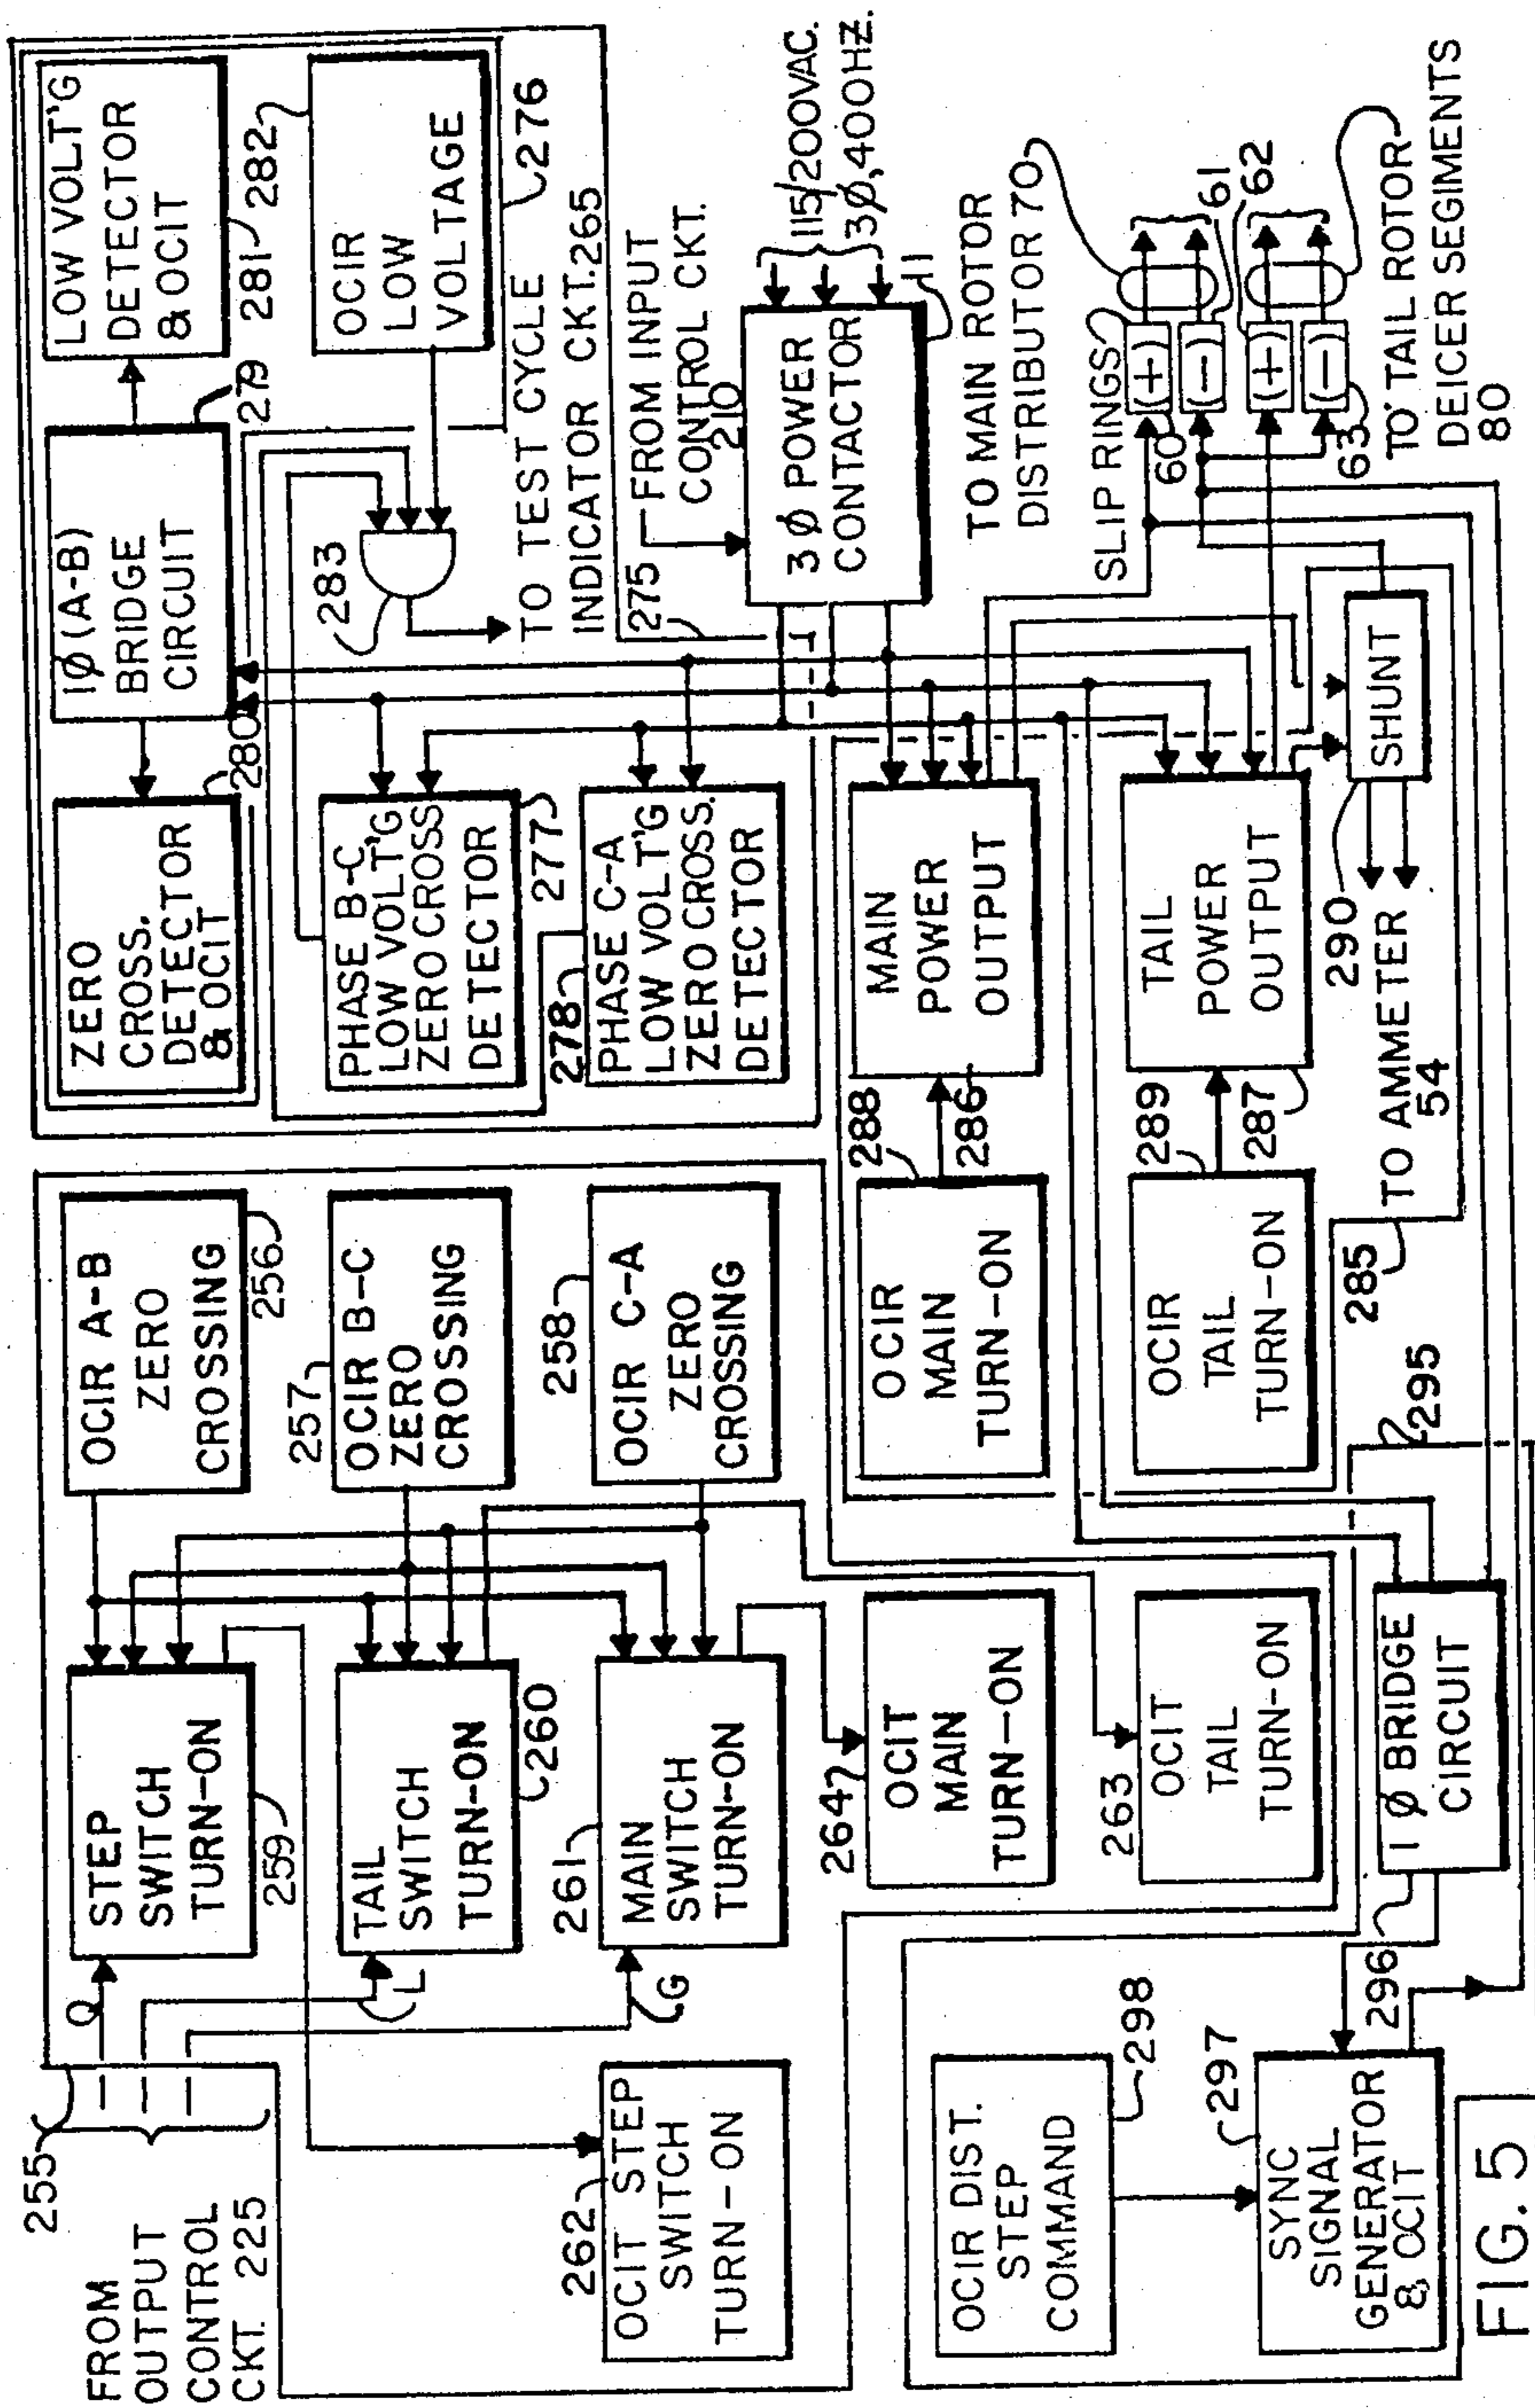 FROM
OUTPUT
CONTROL
CKT. 225
255
Q
L
G
STEP
SWITCH
TURN-ON
259
TAIL
SWITCH
TURN-ON
260
261
MAIN
SWITCH
TURN-ON
262
OCIT STEP
SWITCH
TURN-ON
OCIR A-B
ZERO
CROSSING
256
257
OCIR B-C
ZERO
CROSSING
258
OCIR C-A
ZERO
CROSSING
264
OCIT
MAIN
TURN-ON
263
OCIT
TAIL
TURN-ON
OCIR DIST.
STEP
COMMAND
298
297
SYNC
SIGNAL
GENERATOR
& OCIT
296
1 Ø BRIDGE
CIRCUIT
295
ZERO
CROSS.
DETECTOR
& OCIT
280
1Ø (A-B)
BRIDGE
CIRCUIT
279
LOW VOLT'G
DETECTOR
& OCIT
281
282
OCIR
LOW
VOLTAGE
276
PHASE B-C
LOW VOLT'G
ZERO CROSS
DETECTOR
277
278
PHASE C-A
LOW VOLT'G
ZERO CROSS.
DETECTOR
283
TO TEST CYCLE
INDICATOR CKT.265
275
FROM INPUT
CONTROL CKT.
210
3 Ø POWER
CONTACTOR
115/200VAC.
3Ø,400HZ.
11
288
OCIR
MAIN
TURN-ON
286
MAIN
POWER
OUTPUT
289
OCIR
TAIL
TURN-ON
287
TAIL
POWER
OUTPUT
285
TO AMMETER
54
290
SHUNT
TO MAIN ROTOR
DISTRIBUTOR 70
SLIP RINGS
(+)
60
(-)
61
62
(+)
(-)
63
TO TAIL ROTOR
DEICER SEGIMENTS
80
FIG. 5